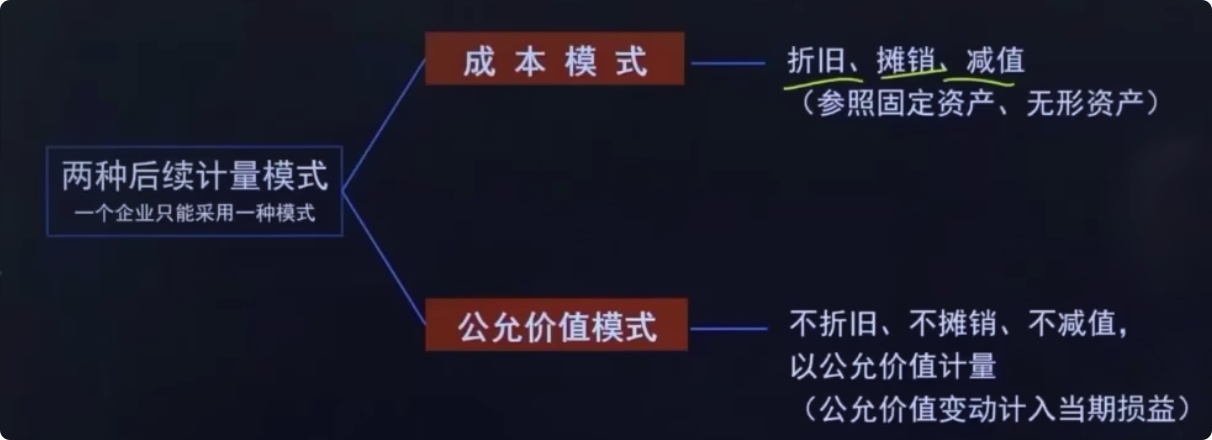 两种后续计量模式
一个企业只能采用一种模式
成本模式
折旧、摊销、减值
（参照固定资产、无形资产）
公允价值模式
不折旧、不摊销、不减值，
以公允价值计量
（公允价值变动计入当期损益）